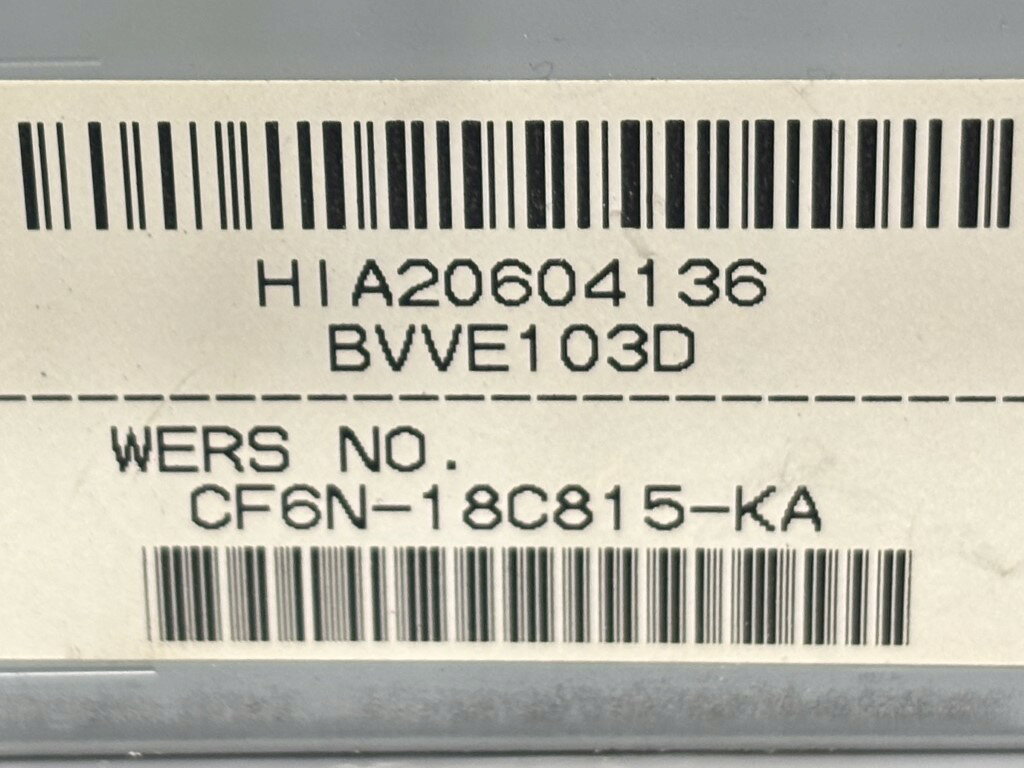 HIA20604136
BVVE103D
WERS NO.
CF6N-18C815-KA